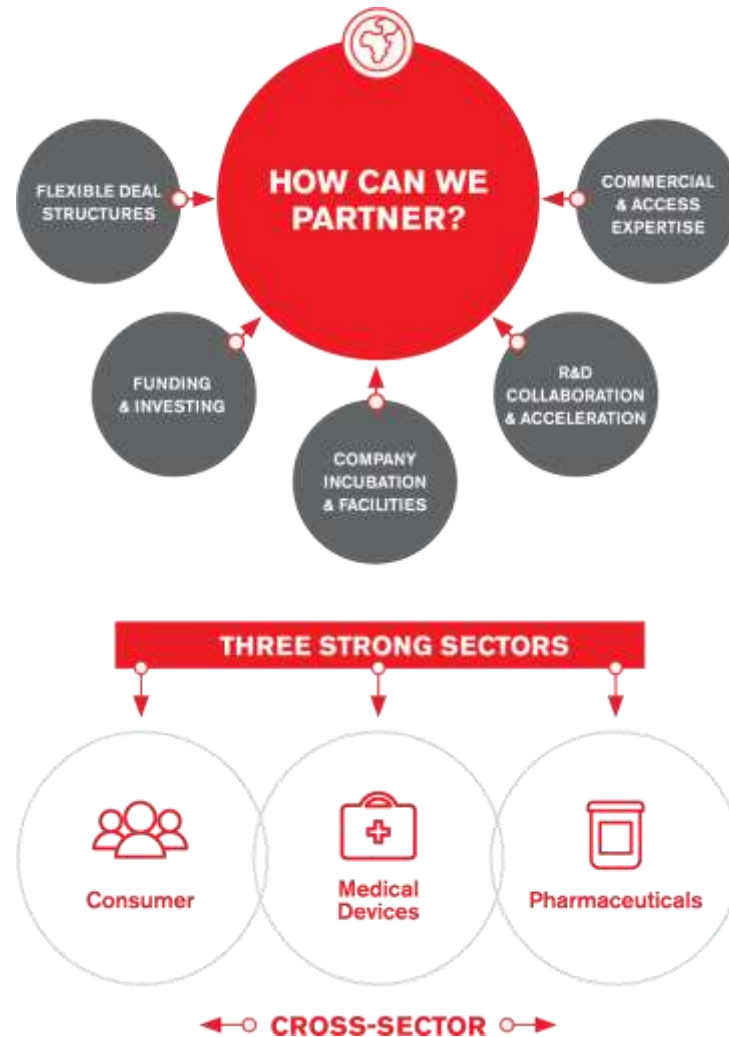 HOW CAN WE
PARTNER?
FLEXIBLE DEAL
STRUCTURES
COMMERCIAL
& ACCESS
EXPERTISE
FUNDING
& INVESTING
R&D
COLLABORATION
& ACCELERATION
COMPANY
INCUBATION
& FACILITIES
THREE STRONG SECTORS
Consumer
Medical
Devices
Pharmaceuticals
CROSS-SECTOR